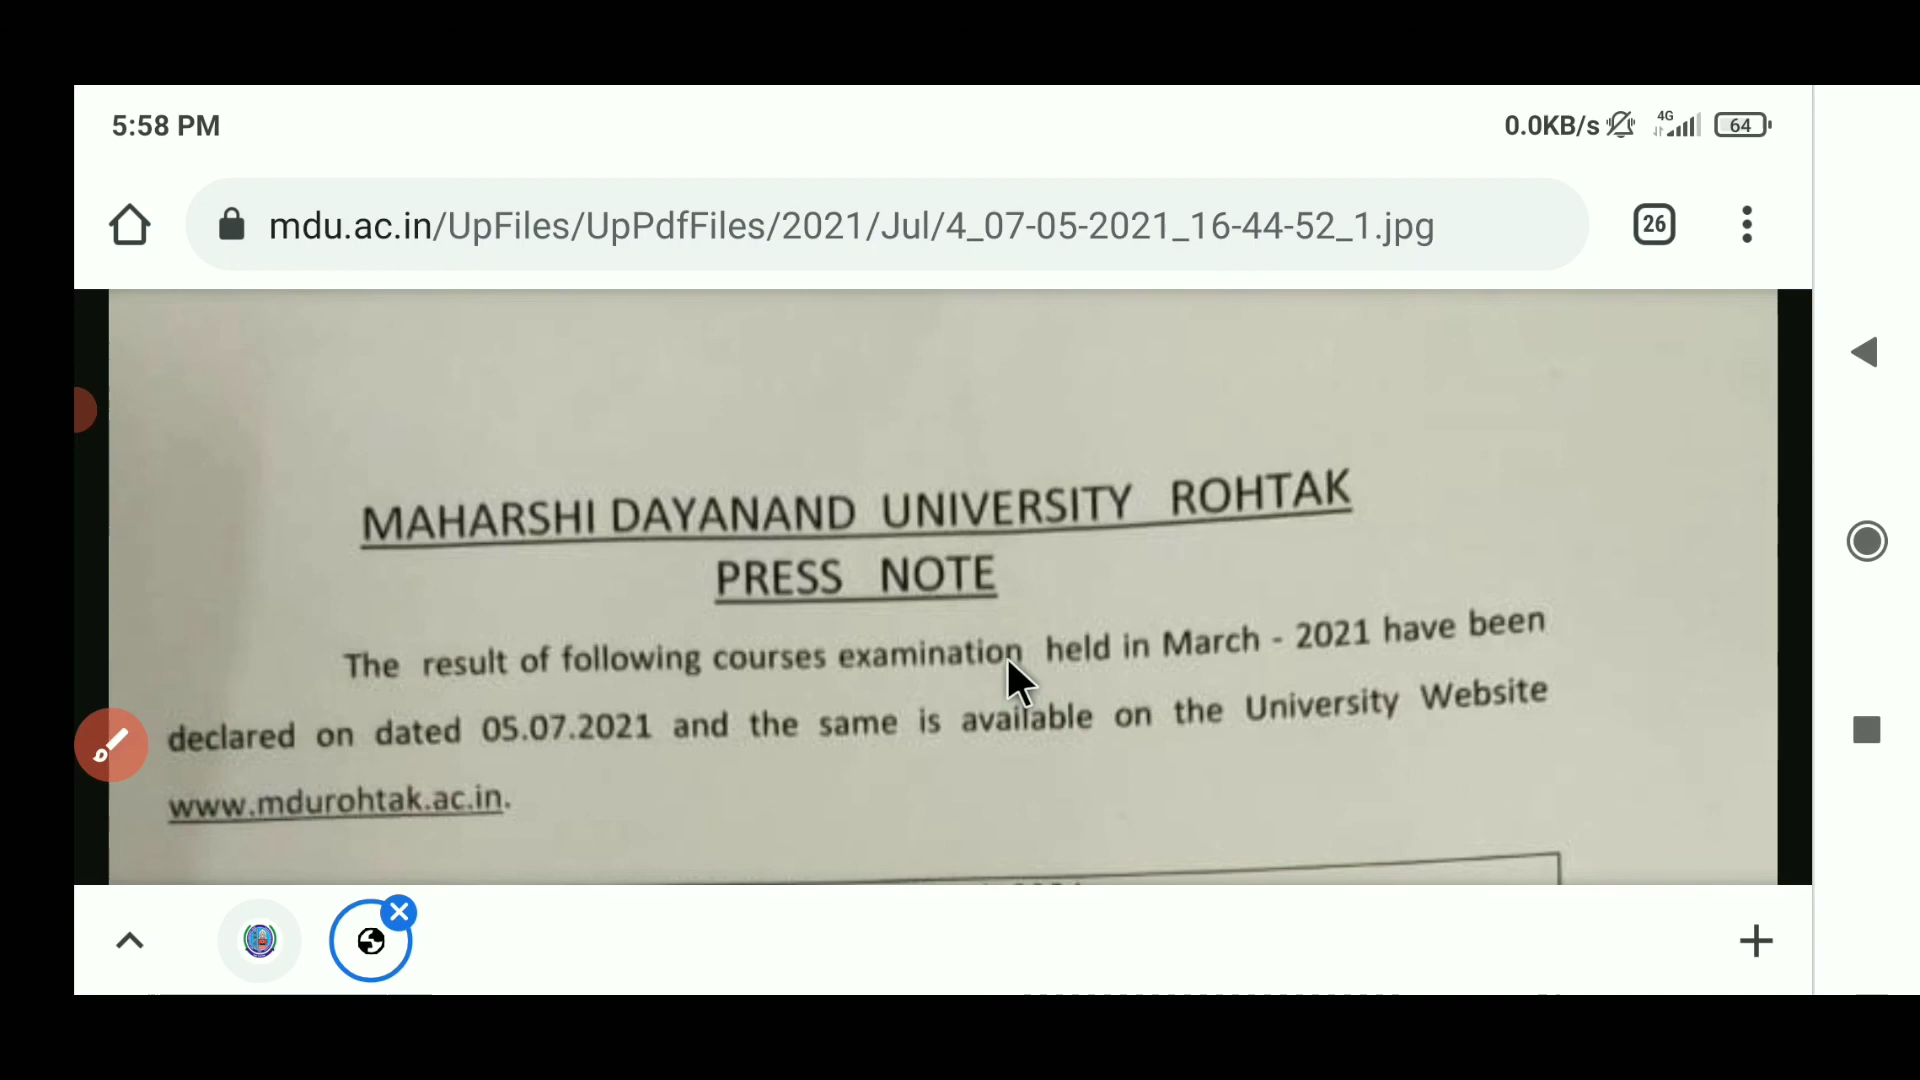 5:58 PM
0.0KB/s 4G 64
mdu.ac.in/UpFiles/UpPdfFiles/2021/Jul/4_07-05-2021_16-44-52_1.jpg
26
MAHARSHI DAYANAND UNIVERSITY ROHTAK
PRESS NOTE
The result of following courses examination held in March - 2021 have been
declared on dated 05.07.2021 and the same is available on the University Website
www.mdurohtak.ac.in.